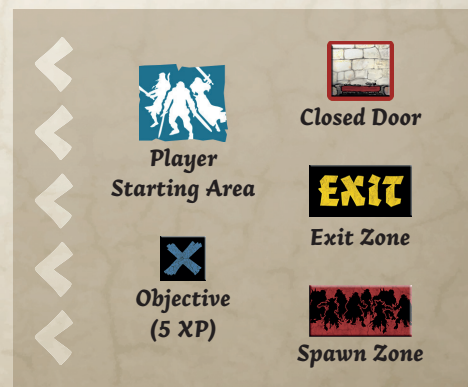 Player
Starting Area
Objective
(5 XP)
Closed Door
EXIT
Exit Zone
Spawn Zone